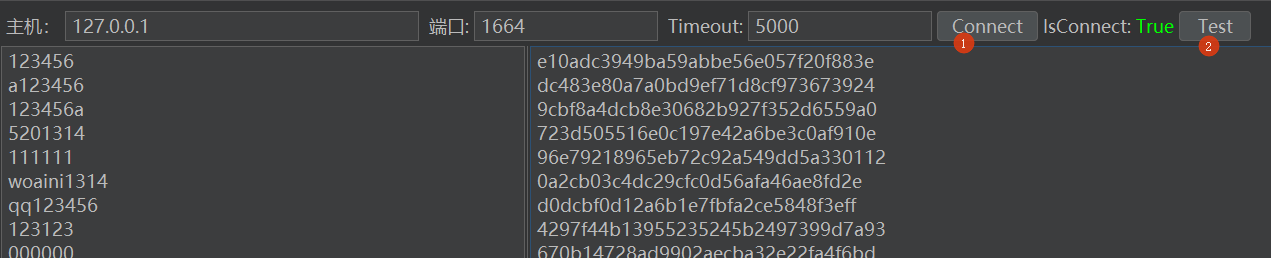 主机: 127.0.0.1 端口: 1664 Timeout: 5000 Connect IsConnect: True Test
1 2
123456 e10adc3949ba59abbe56e057f20f883e
a123456 dc483e80a7a0bd9ef71d8cf973673924
123456a 9cbf8a4dcb8e30682b927f352d6559a0
5201314 723d505516e0c197e42a6be3c0af910e
111111 96e79218965eb72c92a549dd5a330112
woaini1314 0a2cb03c4dc29cfc0d56afa46ae8fd2e
qq123456 d0dcbf0d12a6b1e7fbfa2ce5848f3eff
123123 4297f44b13955235245b2497399d7a93
000000 670b14728ad9902aecba32e22fa4f6bd